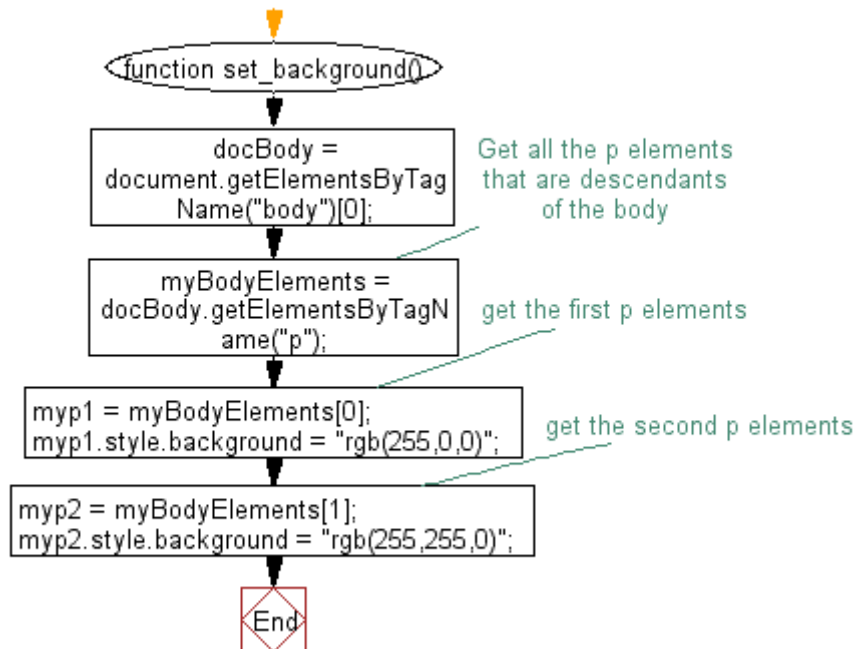 function set_background()
docBody =
document.getElementsByTag
Name("body")[0];
Get all the p elements
that are descendants
of the body
myBodyElements =
docBody.getElementsByTagN
ame("p");
get the first p elements
myp1 = myBodyElements[0];
myp1.style.background = "rgb(255,0,0)";
get the second p elements
myp2 = myBodyElements[1];
myp2.style.background = "rgb(255,255,0)";
End